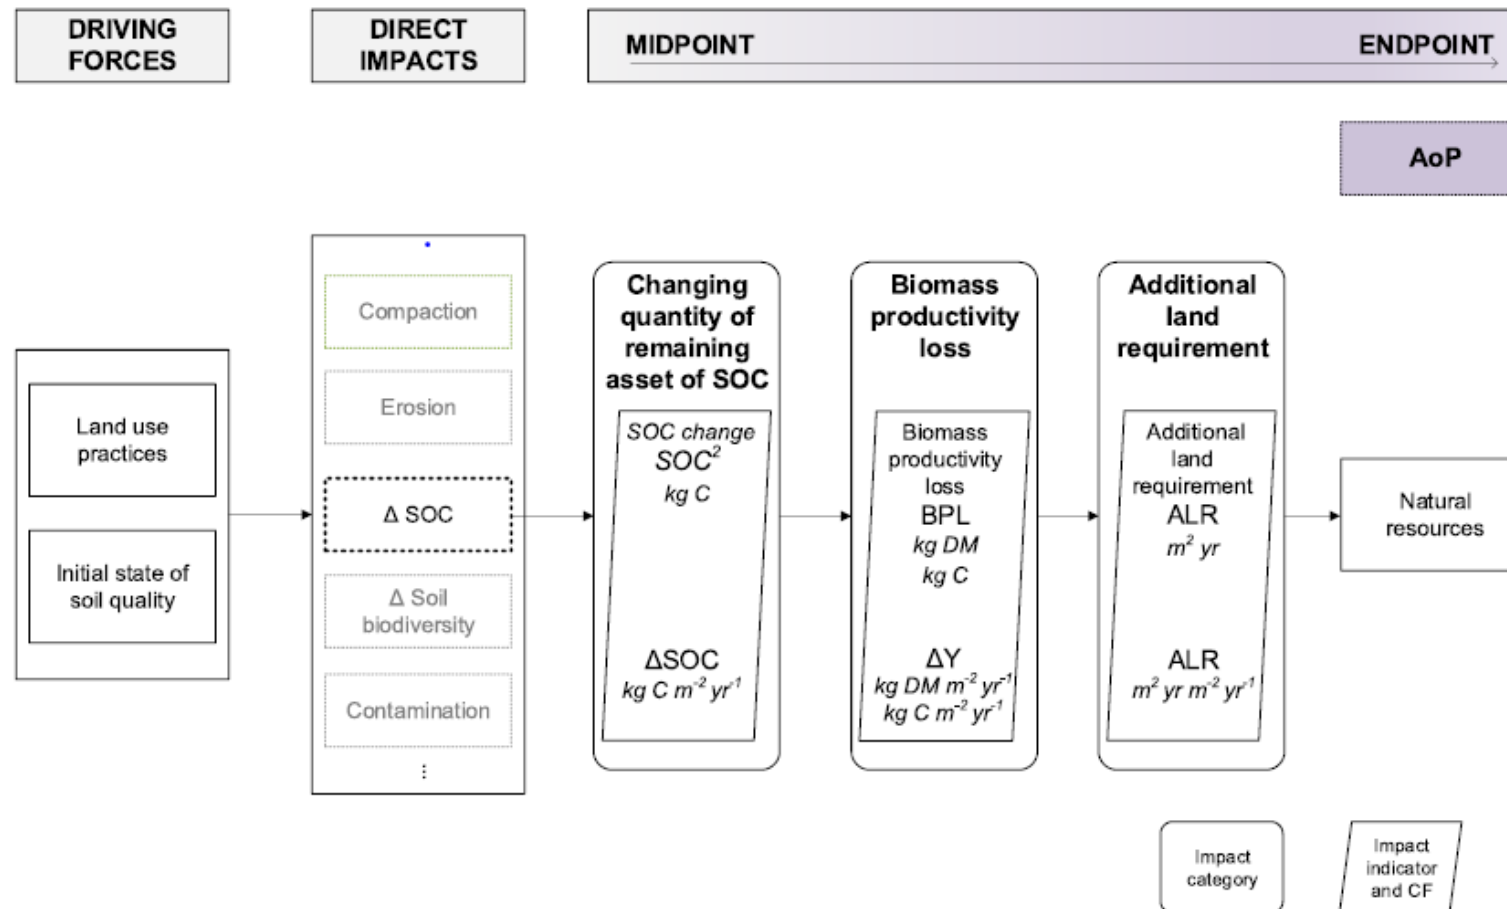 DRIVING
FORCES
DIRECT
IMPACTS
MIDPOINT
ENDPOINT
AoP
Land use
practices
Initial state of
soil quality
Compaction
Erosion
Δ SOC
Δ Soil
biodiversity
Contamination
⋮
Changing
quantity of
remaining
asset of SOC
SOC change
SOC²
kg C
ΔSOC
kg C m⁻² yr⁻¹
Biomass
productivity
loss
Biomass
productivity
loss
BPL
kg DM
kg C
ΔY
kg DM m⁻² yr⁻¹
kg C m⁻² yr⁻¹
Additional
land
requirement
Additional
land
requirement
ALR
m² yr
ALR
m² yr m⁻² yr⁻¹
Natural
resources
Impact
category
Impact
indicator
and CF